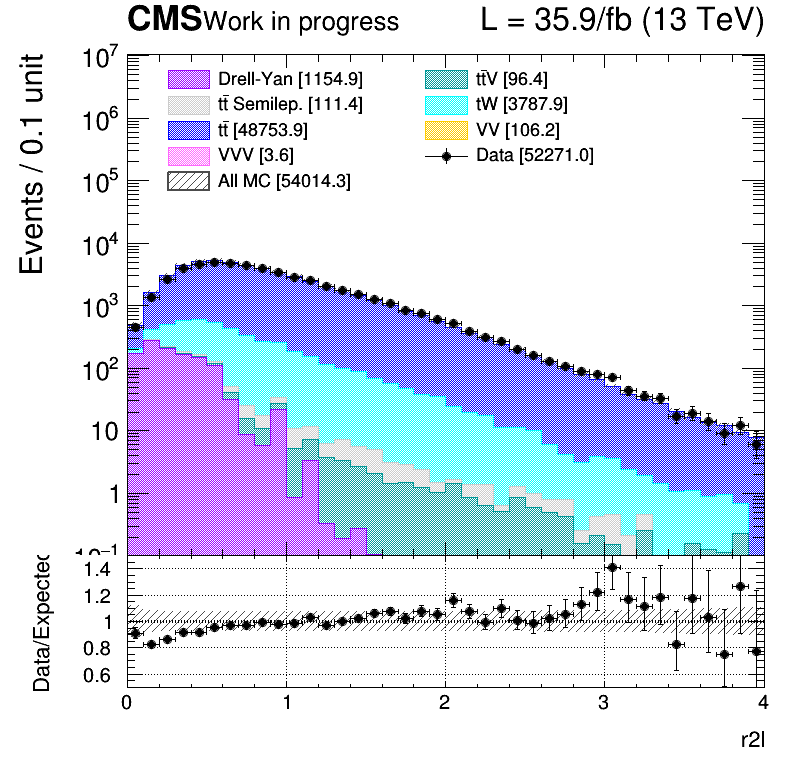 CMS Work in progress L = 35.9/fb (13 TeV)
Events / 0.1 unit
10⁷
10⁶
10⁵
10⁴
10³
10²
10
1
10⁻¹
Drell-Yan [1154.9]
tt̄ Semilep. [111.4]
tt̄ [48753.9]
VVV [3.6]
All MC [54014.3]
tt̄V [96.4]
tW [3787.9]
VV [106.2]
Data [52271.0]
Data/Expected
1.4
1.2
1
0.8
0.6
0 1 2 3 4
r2l